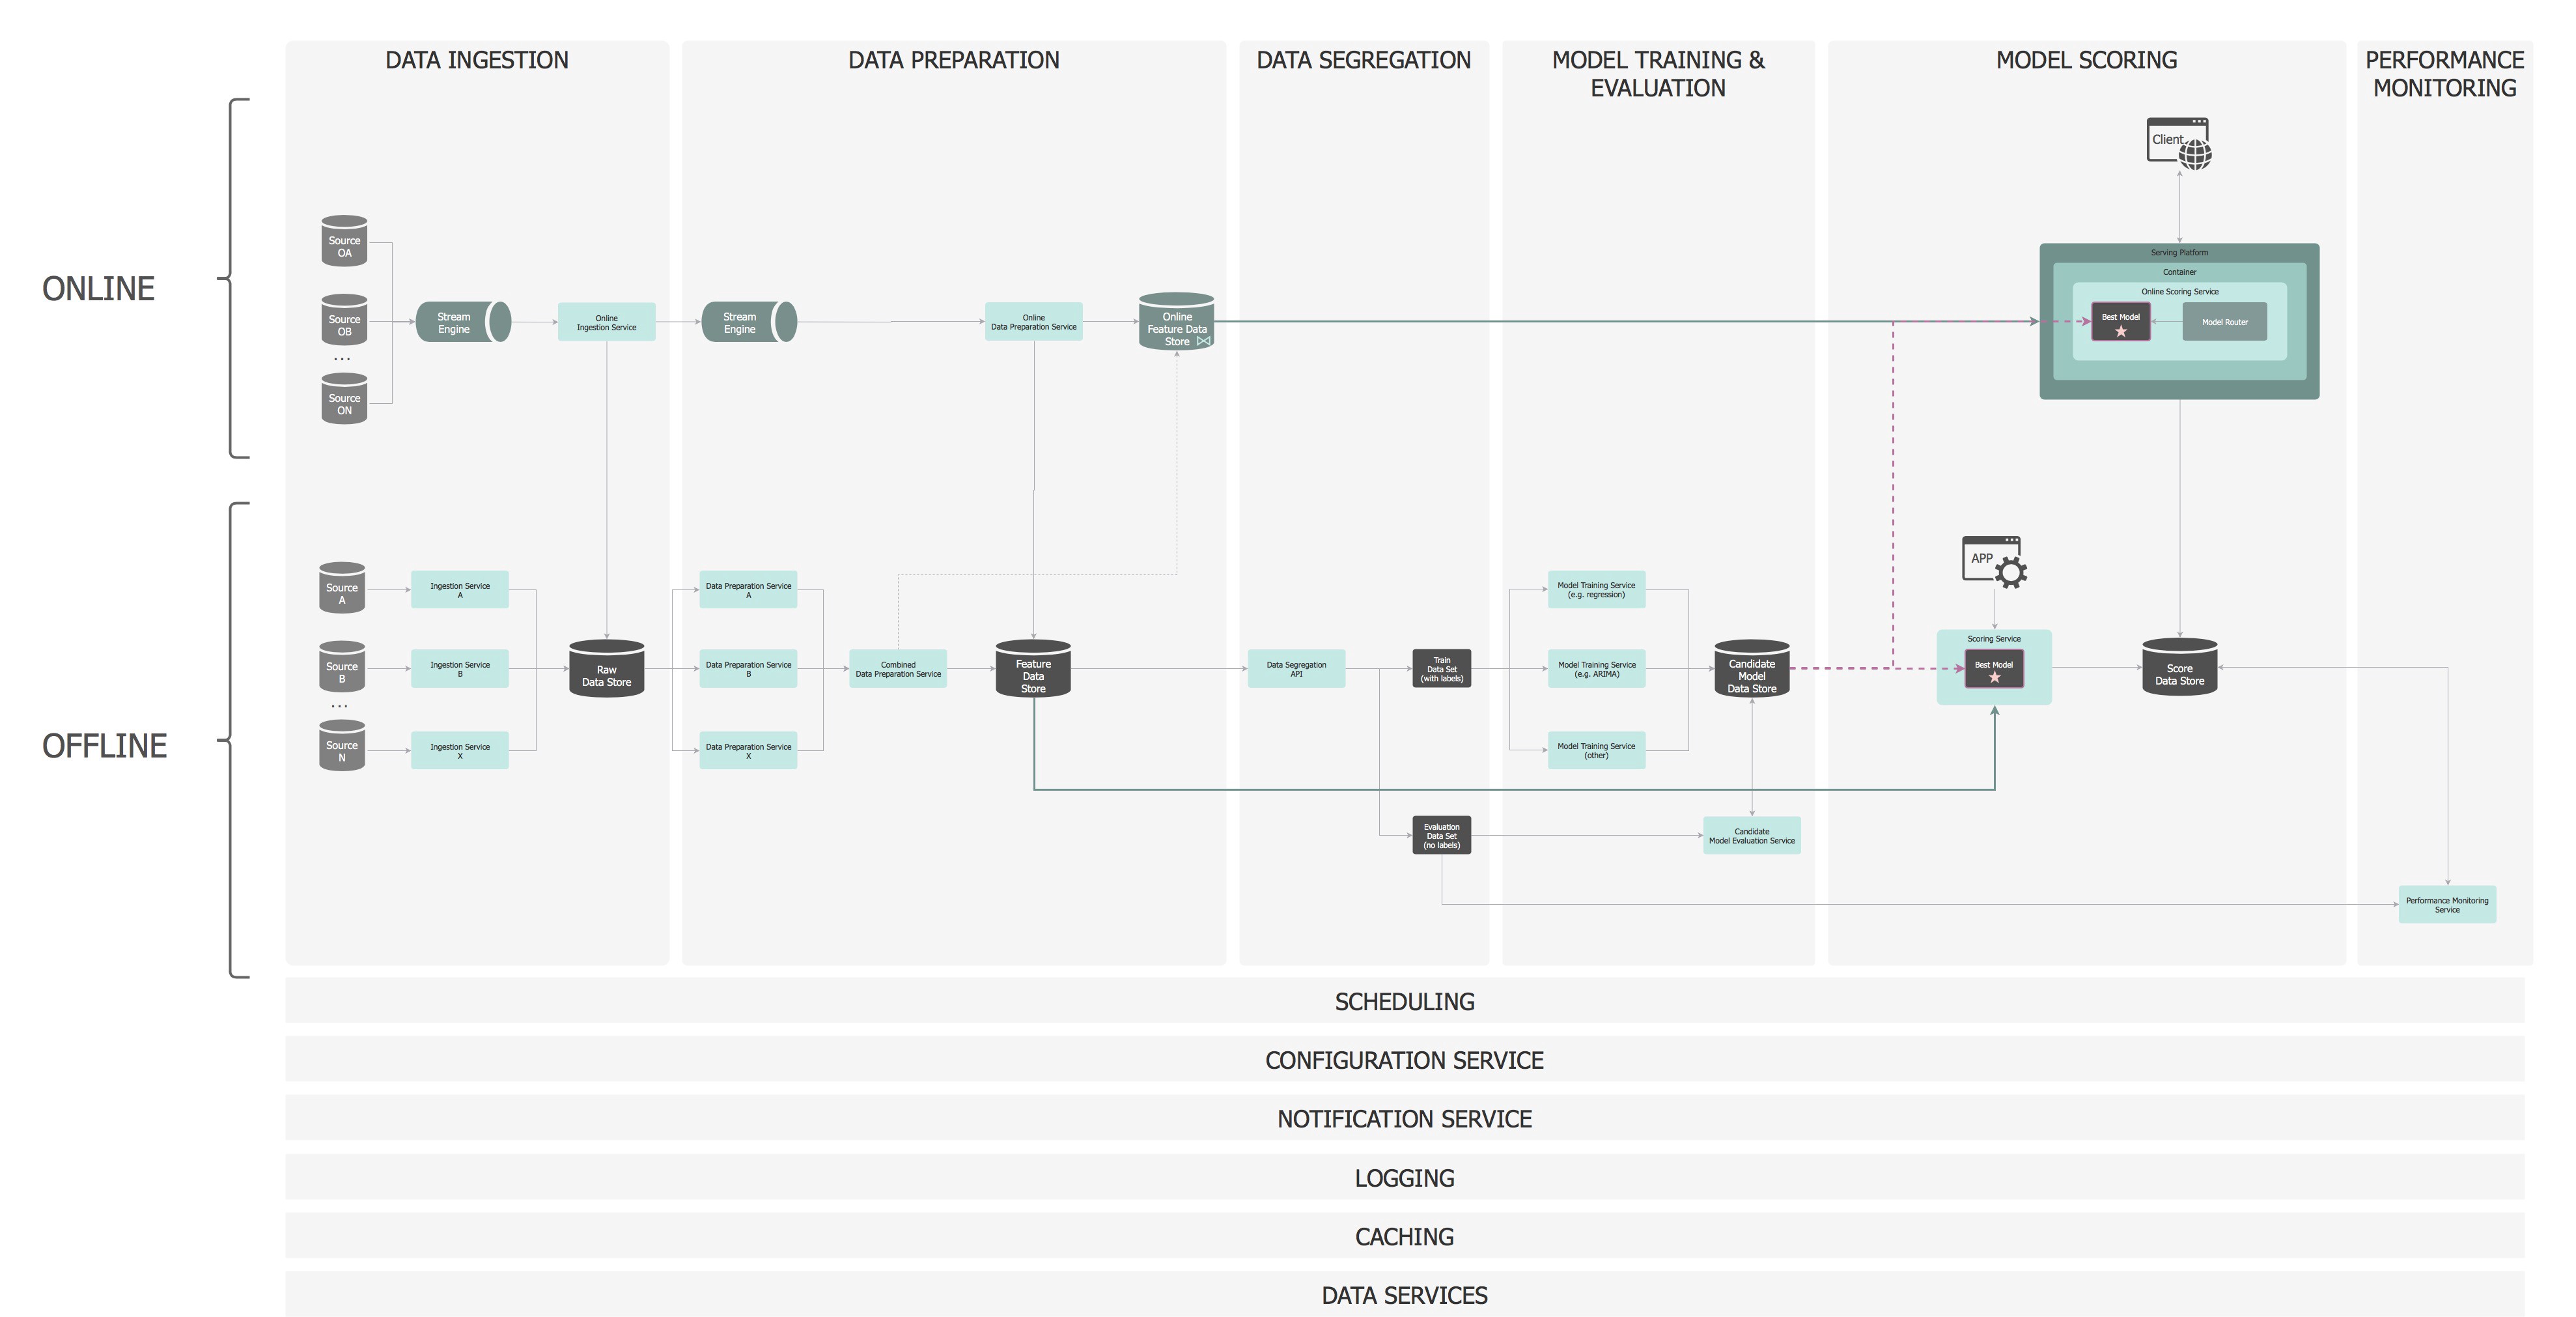 DATA INGESTION
DATA PREPARATION
DATA SEGREGATION
MODEL TRAINING &
EVALUATION
MODEL SCORING
PERFORMANCE
MONITORING
ONLINE
Source
OA
Source
OB
...
Source
ON
Stream
Engine
Online
Ingestion Service
Stream
Engine
Online
Data Preparation Service
Online
Feature Data
Store
Client
Serving Platform
Container
Online Scoring Service
Best Model
Model Router
OFFLINE
Source
A
Source
B
...
Source
N
Ingestion Service
A
Ingestion Service
B
Ingestion Service
X
Raw
Data Store
Data Preparation Service
A
Data Preparation Service
B
Data Preparation Service
X
Combined
Data Preparation Service
Feature
Data
Store
Data Segregation
API
Train
Data Set
(with labels)
Evaluation
Data Set
(no labels)
Model Training Service
(e.g. regression)
Model Training Service
(e.g. ARIMA)
Model Training Service
(other)
Candidate
Model
Data Store
Candidate
Model Evaluation Service
APP
Scoring Service
Best Model
Score
Data Store
Performance Monitoring
Service
SCHEDULING
CONFIGURATION SERVICE
NOTIFICATION SERVICE
LOGGING
CACHING
DATA SERVICES